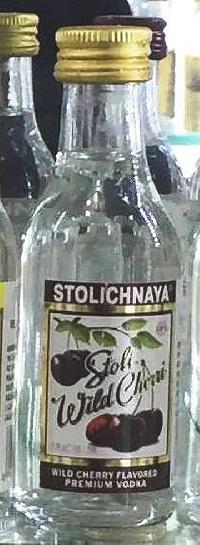 STOLICHNAYA
Stoli
Wild Cherri
WILD CHERRY FLAVORED
PREMIUM VODKA